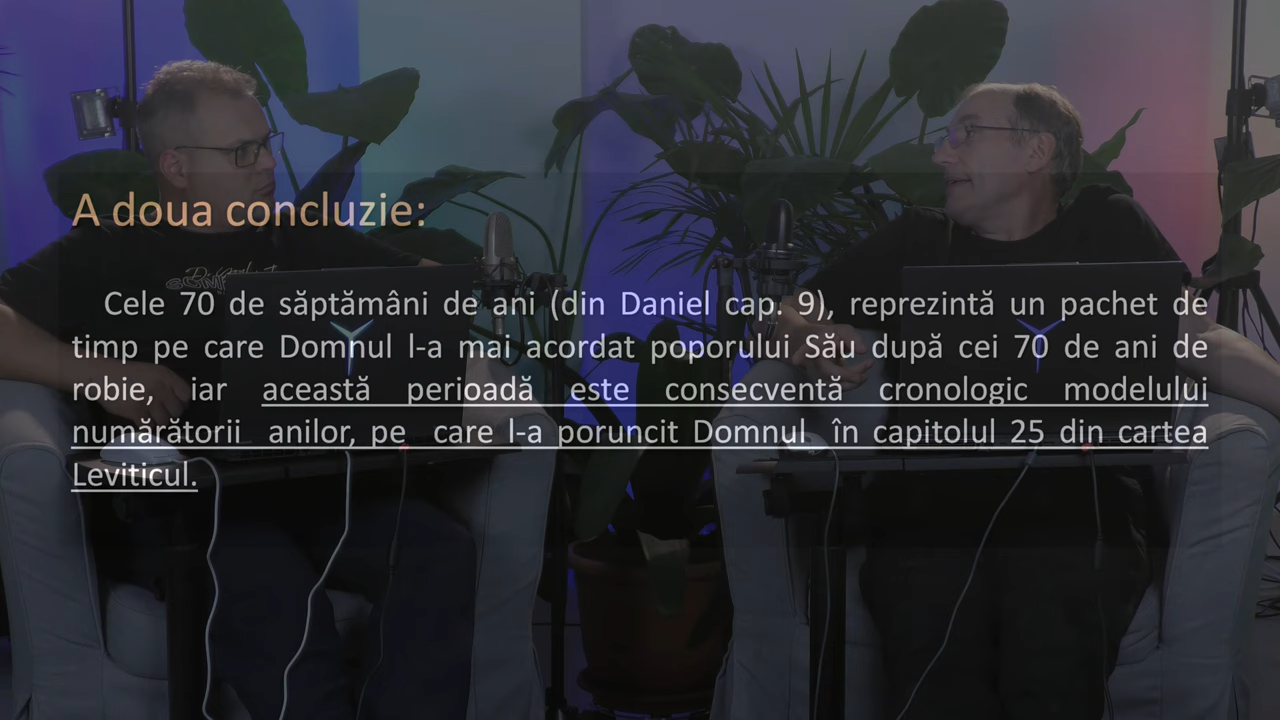 A doua concluzie:
Cele 70 de săptămâni de ani (din Daniel cap. 9), reprezintă un pachet de
timp pe care Domnul l-a mai acordat poporului Său după cei 70 de ani de
robie, iar această perioadă este consecventă cronologic modelului
numărătorii anilor, pe care l-a poruncit Domnul în capitolul 25 din cartea
Leviticul.